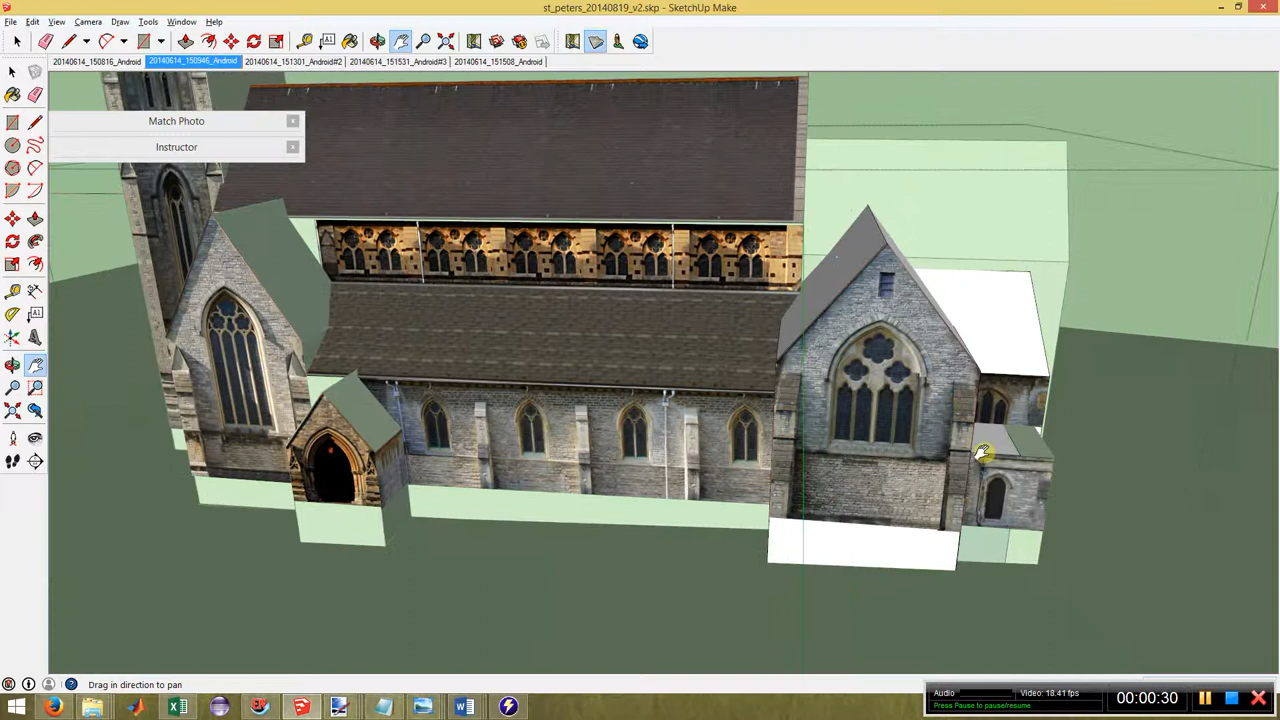 st_peters_20140819_v2.skp - SketchUp Make
File Edit View Camera Draw Tools Window Help
20140614_150816_Android 20140614_150946_Android 20140614_151301_Android#2 20140614_151531_Android#3 20140614_151508_Android
Match Photo
Instructor
Drag in direction to pan
Audio Video: 18.41 fps 00:00:30
Press Pause to pause/resume